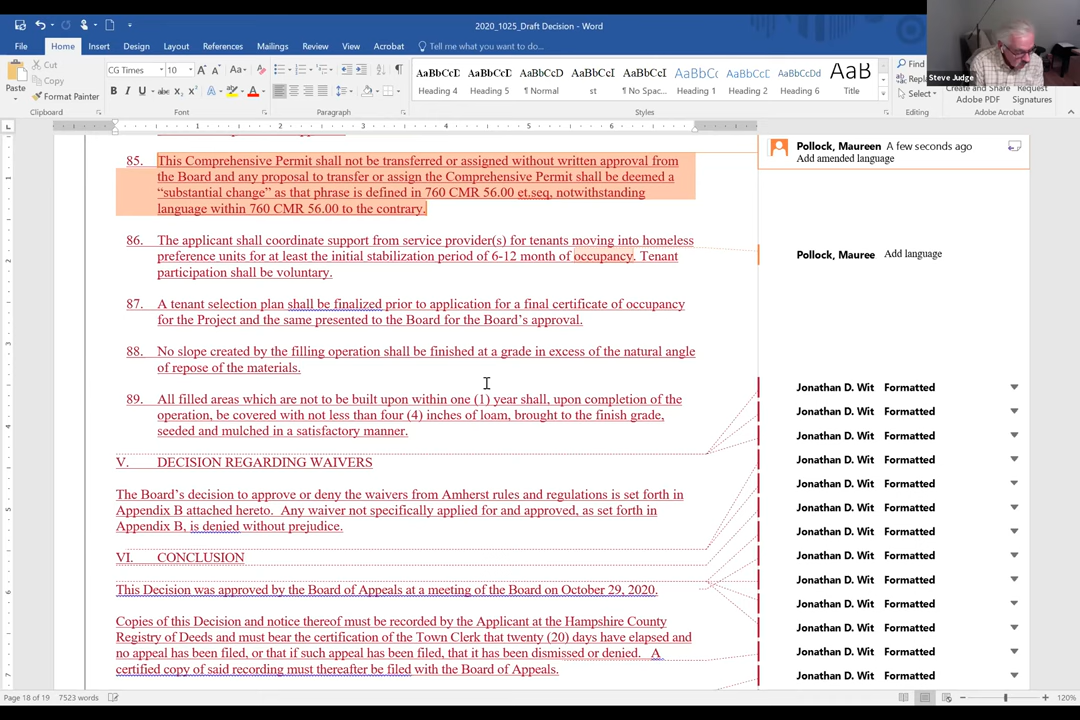 2020_1025_Draft Decision - Word
File Home Insert Design Layout References Mailings Review View Acrobat Tell me what you want to do...
Steve Judge
Paste
Cut
Copy
Format Painter
Clipboard
CG Times 10
Font
Paragraph
AaBbCcD AaBbCcD AaBbCcD AaBbCcI AaBbCcD AaBbCcD AaBbCcD AaBbCcDd AaB
Heading 4 Heading 5 ¶ Normal st ¶ No Spac... Heading 1 Heading 2 Heading 6 Title
Styles
Find
Select
Editing
Create and Share Adobe PDF
Request Signatures
Adobe Acrobat
85. This Comprehensive Permit shall not be transferred or assigned without written approval from
the Board and any proposal to transfer or assign the Comprehensive Permit shall be deemed a
“substantial change” as that phrase is defined in 760 CMR 56.00 et.seq, notwithstanding
language within 760 CMR 56.00 to the contrary.
86. The applicant shall coordinate support from service provider(s) for tenants moving into homeless
preference units for at least the initial stabilization period of 6-12 month of occupancy. Tenant
participation shall be voluntary.
87. A tenant selection plan shall be finalized prior to application for a final certificate of occupancy
for the Project and the same presented to the Board for the Board’s approval.
88. No slope created by the filling operation shall be finished at a grade in excess of the natural angle
of repose of the materials.
89. All filled areas which are not to be built upon within one (1) year shall, upon completion of the
operation, be covered with not less than four (4) inches of loam, brought to the finish grade,
seeded and mulched in a satisfactory manner.
V. DECISION REGARDING WAIVERS
The Board’s decision to approve or deny the waivers from Amherst rules and regulations is set forth in
Appendix B attached hereto. Any waiver not specifically applied for and approved, as set forth in
Appendix B, is denied without prejudice.
VI. CONCLUSION
This Decision was approved by the Board of Appeals at a meeting of the Board on October 29, 2020.
Copies of this Decision and notice thereof must be recorded by the Applicant at the Hampshire County
Registry of Deeds and must bear the certification of the Town Clerk that twenty (20) days have elapsed and
no appeal has been filed, or that if such appeal has been filed, that it has been dismissed or denied. A
certified copy of said recording must thereafter be filed with the Board of Appeals.
Pollock, Maureen A few seconds ago
Add amended language
Pollock, Mauree Add language
Jonathan D. Wit Formatted
Jonathan D. Wit Formatted
Jonathan D. Wit Formatted
Jonathan D. Wit Formatted
Jonathan D. Wit Formatted
Jonathan D. Wit Formatted
Jonathan D. Wit Formatted
Jonathan D. Wit Formatted
Jonathan D. Wit Formatted
Jonathan D. Wit Formatted
Jonathan D. Wit Formatted
Jonathan D. Wit Formatted
Jonathan D. Wit Formatted
Page 18 of 19 7523 words
120%